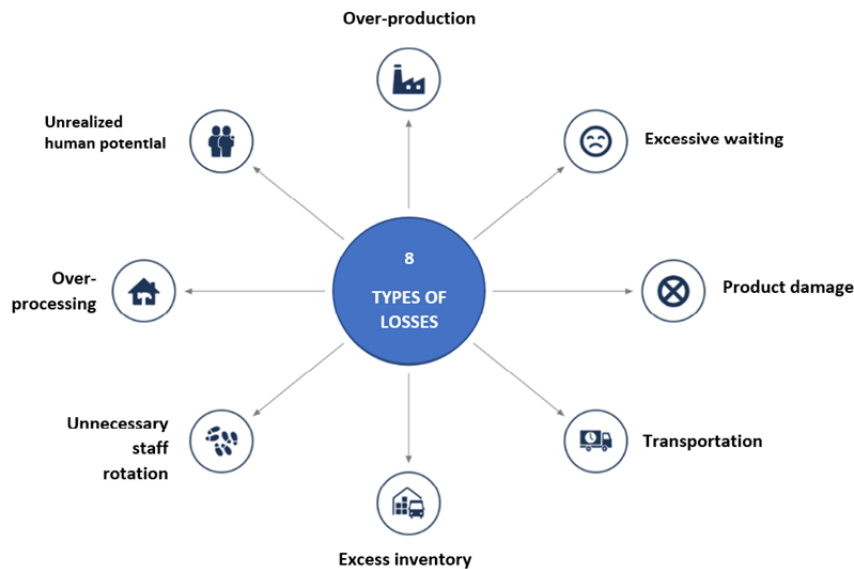 Over-production
Unrealized
human potential
Excessive waiting
Over-
processing
8
TYPES OF
LOSSES
Product damage
Unnecessary
staff
rotation
Transportation
Excess inventory